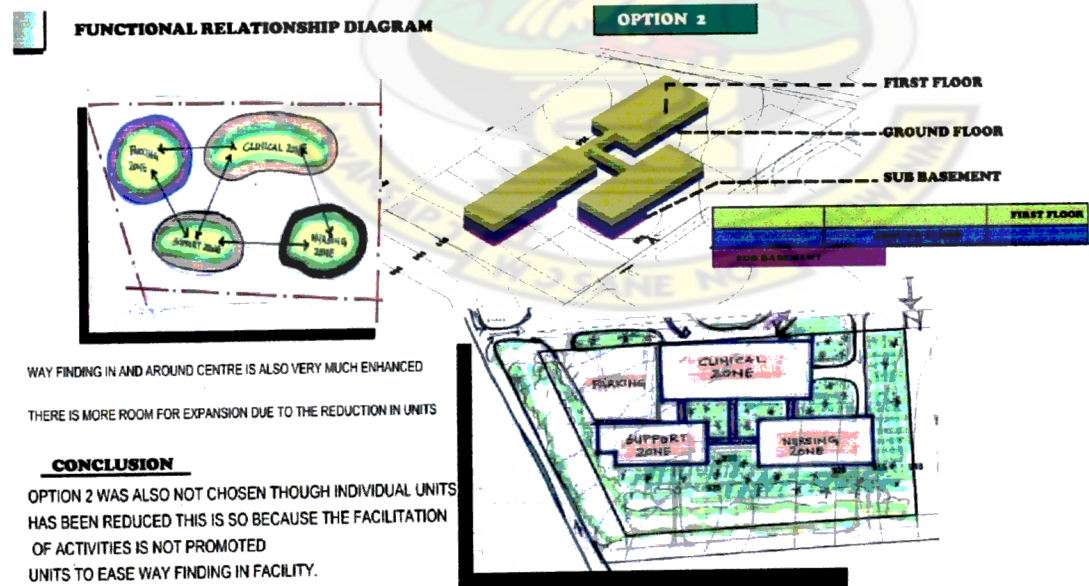 FUNCTIONAL RELATIONSHIP DIAGRAM
OPTION 2
FIRST FLOOR
GROUND FLOOR
SUB BASEMENT
FIRST FLOOR
SUB BASEMENT
PARKING
ZONE
CLINICAL ZONE
SUPPORT ZONE
NURSING
ZONE
N
CLINICAL
ZONE
PARKING
SUPPORT
ZONE
NURSING
ZONE
WAY FINDING IN AND AROUND CENTRE IS ALSO VERY MUCH ENHANCED
THERE IS MORE ROOM FOR EXPANSION DUE TO THE REDUCTION IN UNITS
CONCLUSION
OPTION 2 WAS ALSO NOT CHOSEN THOUGH INDIVIDUAL UNITS
HAS BEEN REDUCED THIS IS SO BECAUSE THE FACILITATION
OF ACTIVITIES IS NOT PROMOTED
UNITS TO EASE WAY FINDING IN FACILITY.